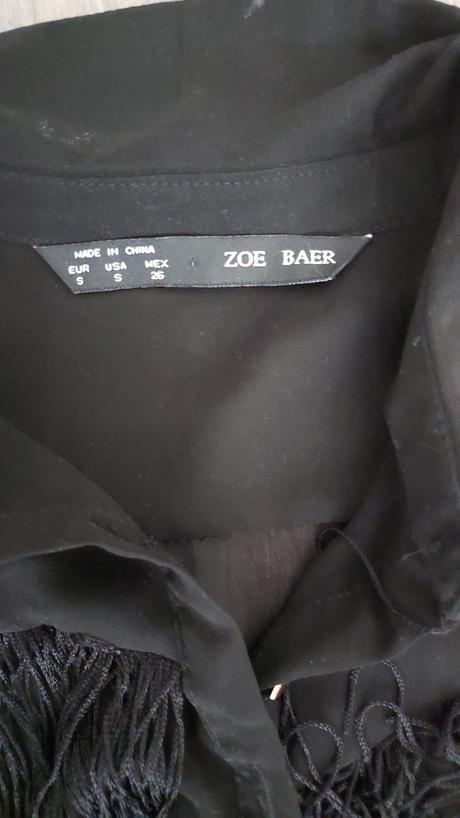 MADE IN CHINA
EUR USA MEX
S S 26
ZOE BAER